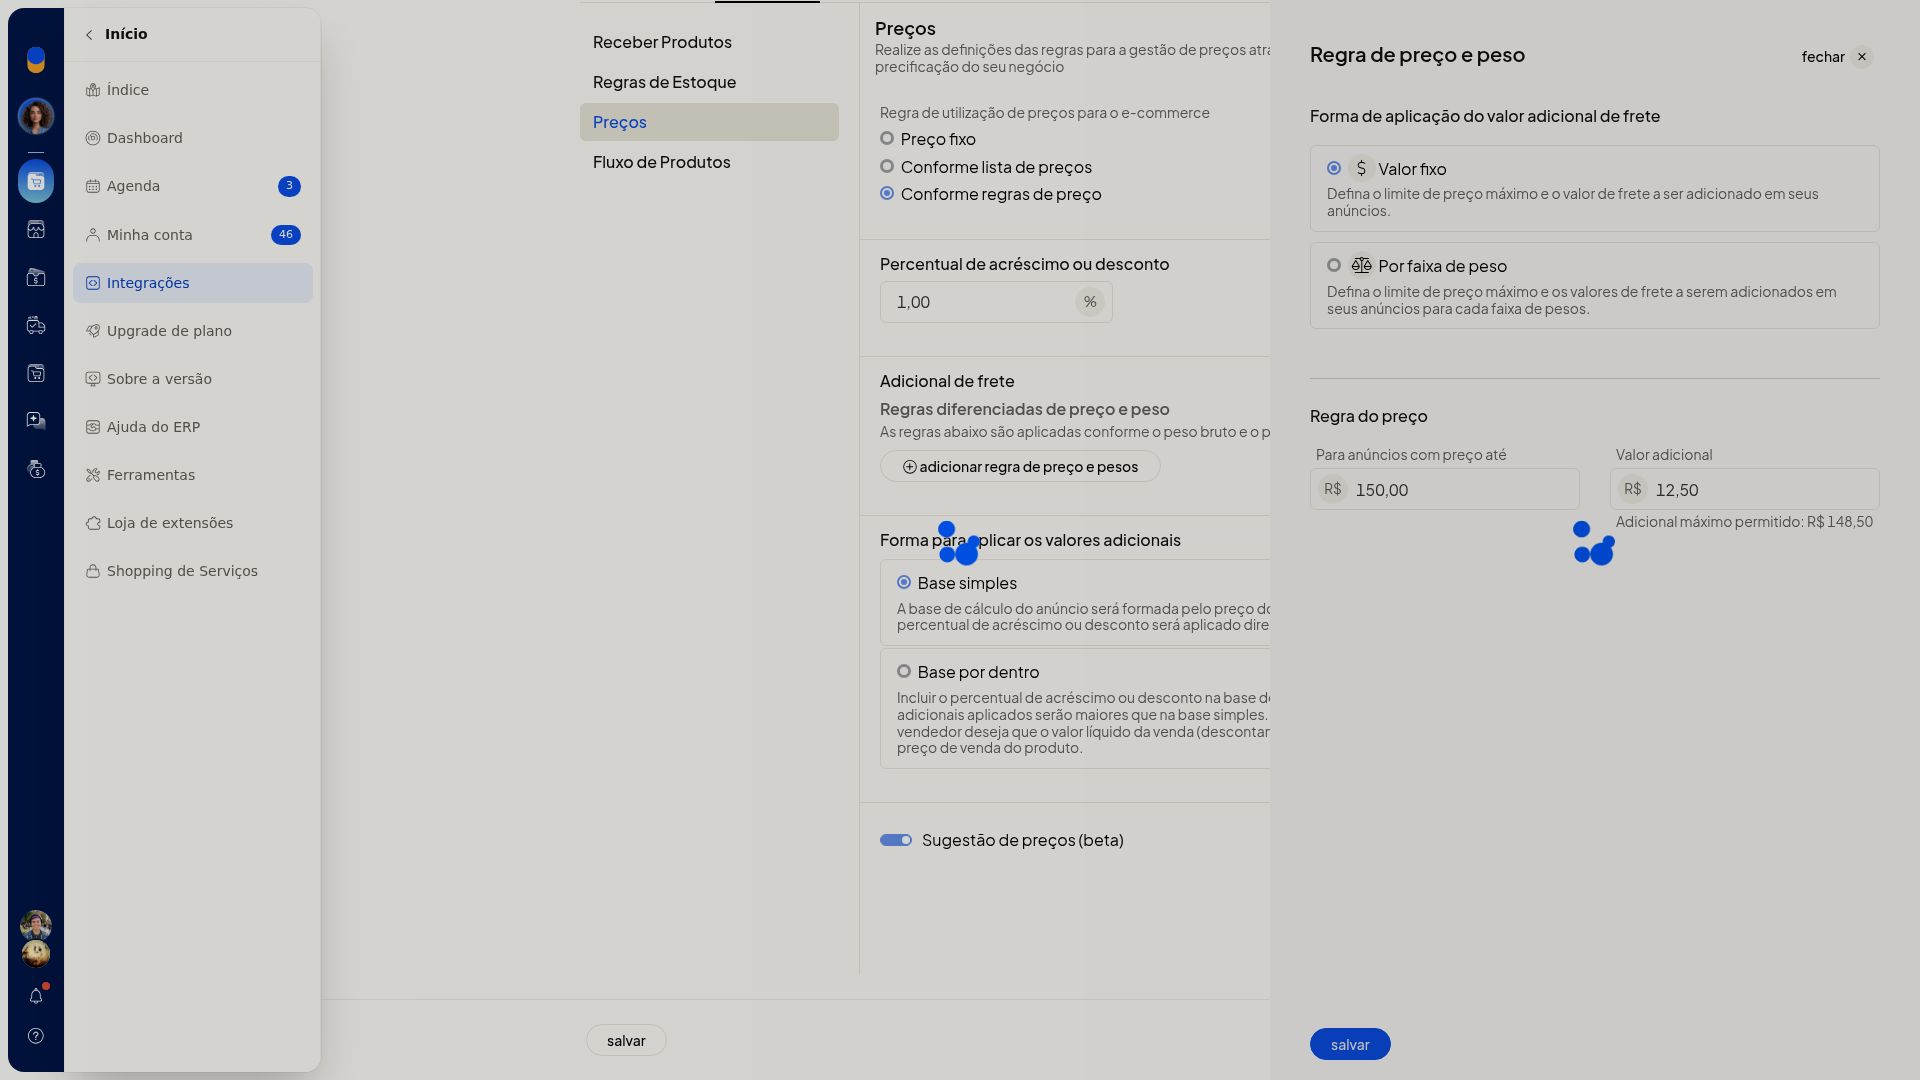 Início
Índice
Dashboard
Agenda
3
Minha conta
46
Integrações
Upgrade de plano
Sobre a versão
Ajuda do ERP
Ferramentas
Loja de extensões
Shopping de Serviços
Receber Produtos
Regras de Estoque
Preços
Fluxo de Produtos
Preços
Realize as definições das regras para a gestão de preços atra
precificação do seu negócio
Regra de utilização de preços para o e-commerce
Preço fixo
Conforme lista de preços
Conforme regras de preço
Percentual de acréscimo ou desconto
1,00
%
Adicional de frete
Regras diferenciadas de preço e peso
As regras abaixo são aplicadas conforme o peso bruto e o p
adicionar regra de preço e pesos
Forma para aplicar os valores adicionais
Base simples
A base de cálculo do anúncio será formada pelo preço do
percentual de acréscimo ou desconto será aplicado dire
Base por dentro
Incluir o percentual de acréscimo ou desconto na base de
adicionais aplicados serão maiores que na base simples.
vendedor deseja que o valor líquido da venda (descontan
preço de venda do produto.
Sugestão de preços (beta)
salvar
Regra de preço e peso
fechar
Forma de aplicação do valor adicional de frete
$ Valor fixo
Defina o limite de preço máximo e o valor de frete a ser adicionado em seus
anúncios.
Por faixa de peso
Defina o limite de preço máximo e os valores de frete a serem adicionados em
seus anúncios para cada faixa de pesos.
Regra do preço
Para anúncios com preço até
R$ 150,00
Valor adicional
R$ 12,50
Adicional máximo permitido: R$ 148,50
salvar